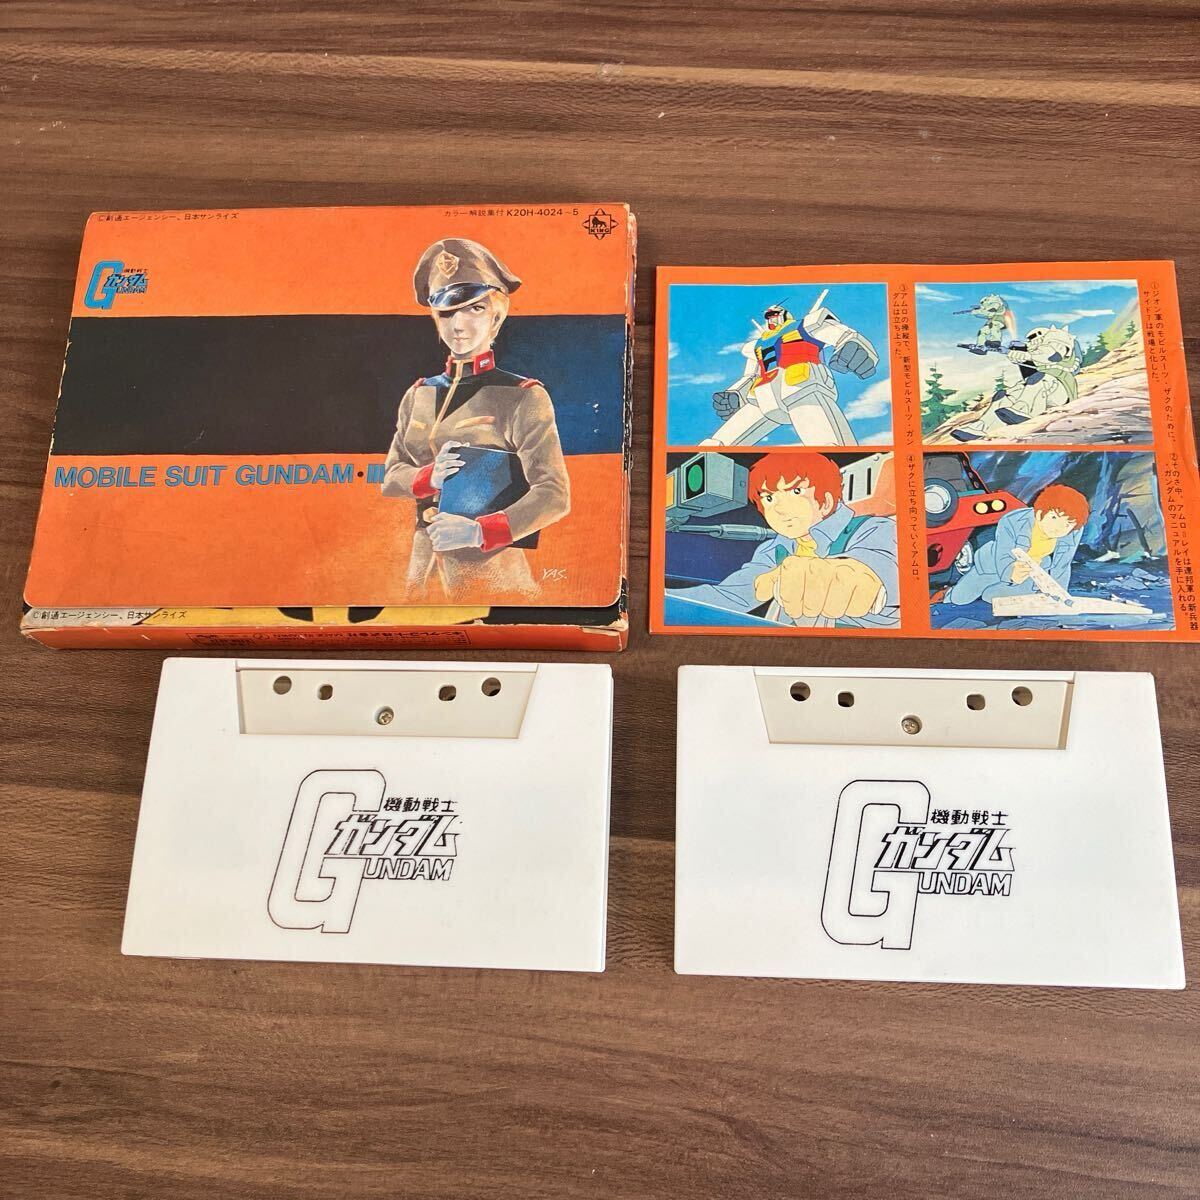 ©創通エージェンシー、日本サンライズ
カラー解説集付 K20H-4024~5
KING
機動戦士
ガンダム
GUNDAM
MOBILE SUIT GUNDAM・III
YAS.
©創通エージェンシー、日本サンライズ
①ジオン軍のモビルスーツ・ザクのために、
サイド7は戦場と化した。
②そのさ中、アムロ=レイは連邦軍の新兵器
・ガンダムのマニュアルを手に入れる。
③アムロの操縦で、新型モビルスーツ・ガン
ダムは立ち上った。
④ザクに立ち向っていくアムロ。
機動戦士
ガンダム
GUNDAM
機動戦士
ガンダム
GUNDAM